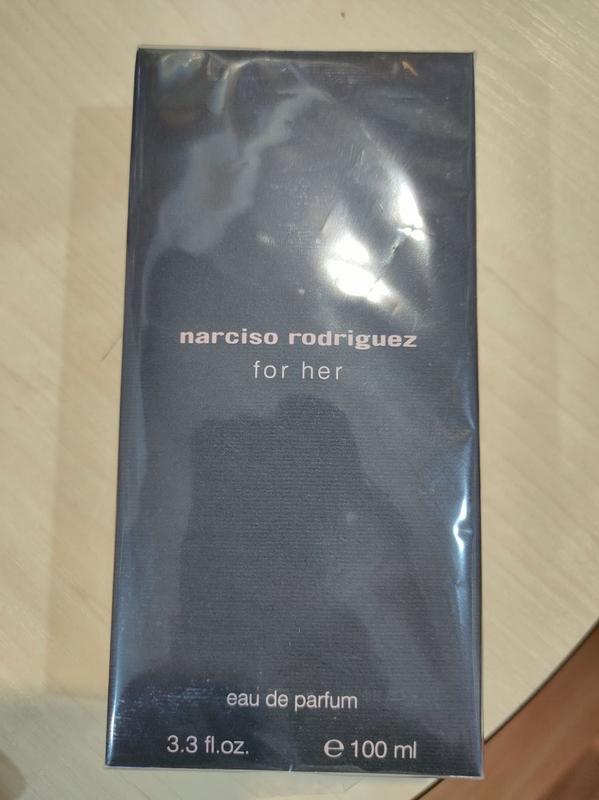 narciso rodriguez
for her
eau de parfum
3.3 fl.oz. ℮ 100 ml